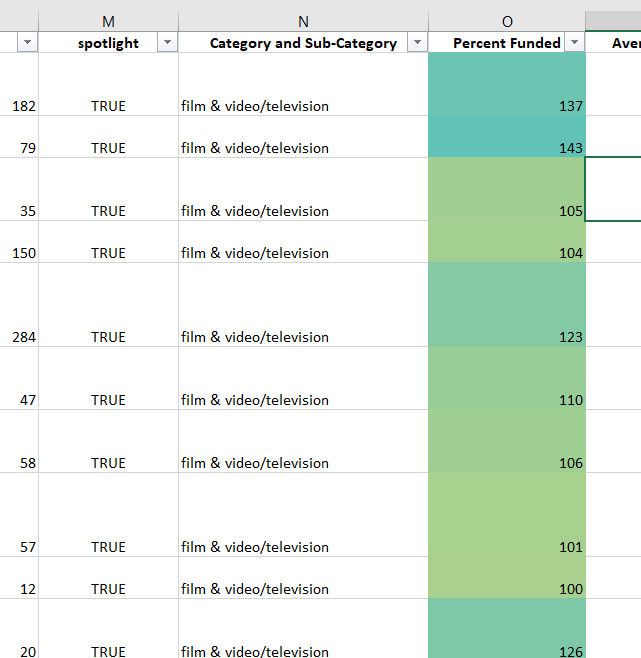 M N O
spotlight Category and Sub-Category Percent Funded Aver
182 TRUE film & video/television 137
79 TRUE film & video/television 143
35 TRUE film & video/television 105
150 TRUE film & video/television 104
284 TRUE film & video/television 123
47 TRUE film & video/television 110
58 TRUE film & video/television 106
57 TRUE film & video/television 101
12 TRUE film & video/television 100
20 TRUE film & video/television 126